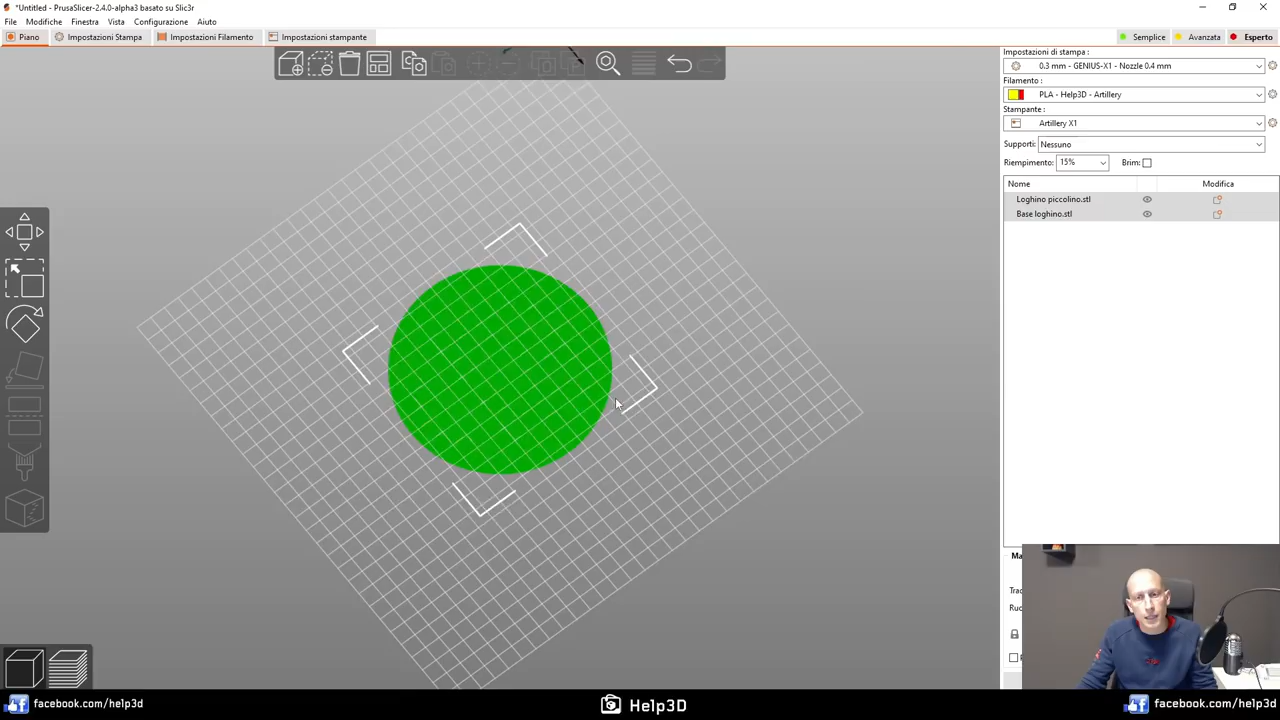 *Untitled - PrusaSlicer-2.4.0-alpha3 basato su Slic3r
File Modifiche Finestra Vista Configurazione Aiuto
Piano Impostazioni Stampa Impostazioni Filamento Impostazioni stampante Semplice Avanzata Esperto
Impostazioni di stampa:
0.3 mm - GENIUS-X1 - Nozzle 0.4 mm
Filamento :
PLA - Help3D - Artillery
Stampante :
Artillery X1
Supporti: Nessuno
Riempimento: 15% Brim:
Nome Modifica
Loghino piccolino.stl
Base loghino.stl
facebook.com/help3d Help3D facebook.com/help3d